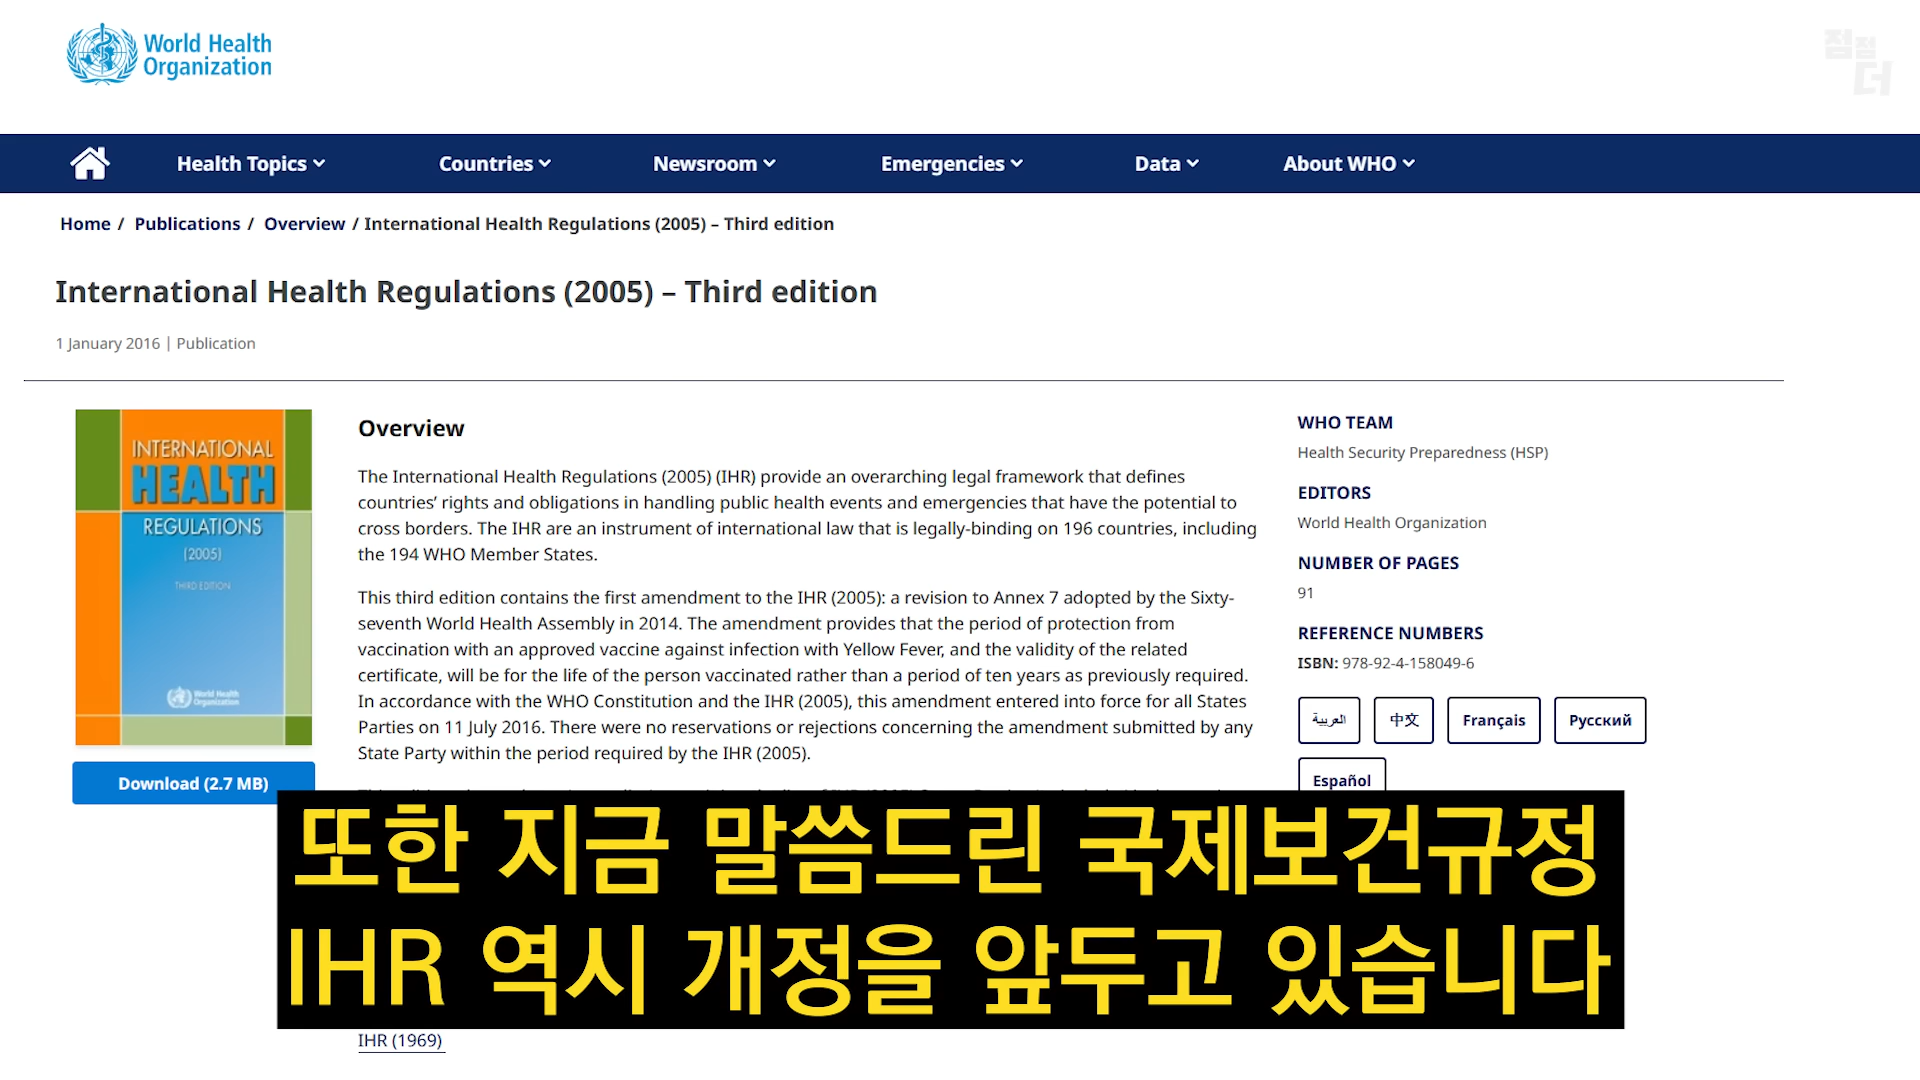 World Health
Organization
점점
더
Health Topics
Countries
Newsroom
Emergencies
Data
About WHO
Home / Publications / Overview / International Health Regulations (2005) – Third edition
International Health Regulations (2005) – Third edition
1 January 2016 | Publication
INTERNATIONAL
HEALTH
REGULATIONS
(2005)
THIRD EDITION
World Health
Organization
Download (2.7 MB)
Overview
The International Health Regulations (2005) (IHR) provide an overarching legal framework that defines
countries’ rights and obligations in handling public health events and emergencies that have the potential to
cross borders. The IHR are an instrument of international law that is legally-binding on 196 countries, including
the 194 WHO Member States.
This third edition contains the first amendment to the IHR (2005): a revision to Annex 7 adopted by the Sixty-
seventh World Health Assembly in 2014. The amendment provides that the period of protection from
vaccination with an approved vaccine against infection with Yellow Fever, and the validity of the related
certificate, will be for the life of the person vaccinated rather than a period of ten years as previously required.
In accordance with the WHO Constitution and the IHR (2005), this amendment entered into force for all States
Parties on 11 July 2016. There were no reservations or rejections concerning the amendment submitted by any
State Party within the period required by the IHR (2005).
WHO TEAM
Health Security Preparedness (HSP)
EDITORS
World Health Organization
NUMBER OF PAGES
91
REFERENCE NUMBERS
ISBN: 978-92-4-158049-6
العربية
中文
Français
Русский
Español
또한 지금 말씀드린 국제보건규정
IHR 역시 개정을 앞두고 있습니다
IHR (1969)